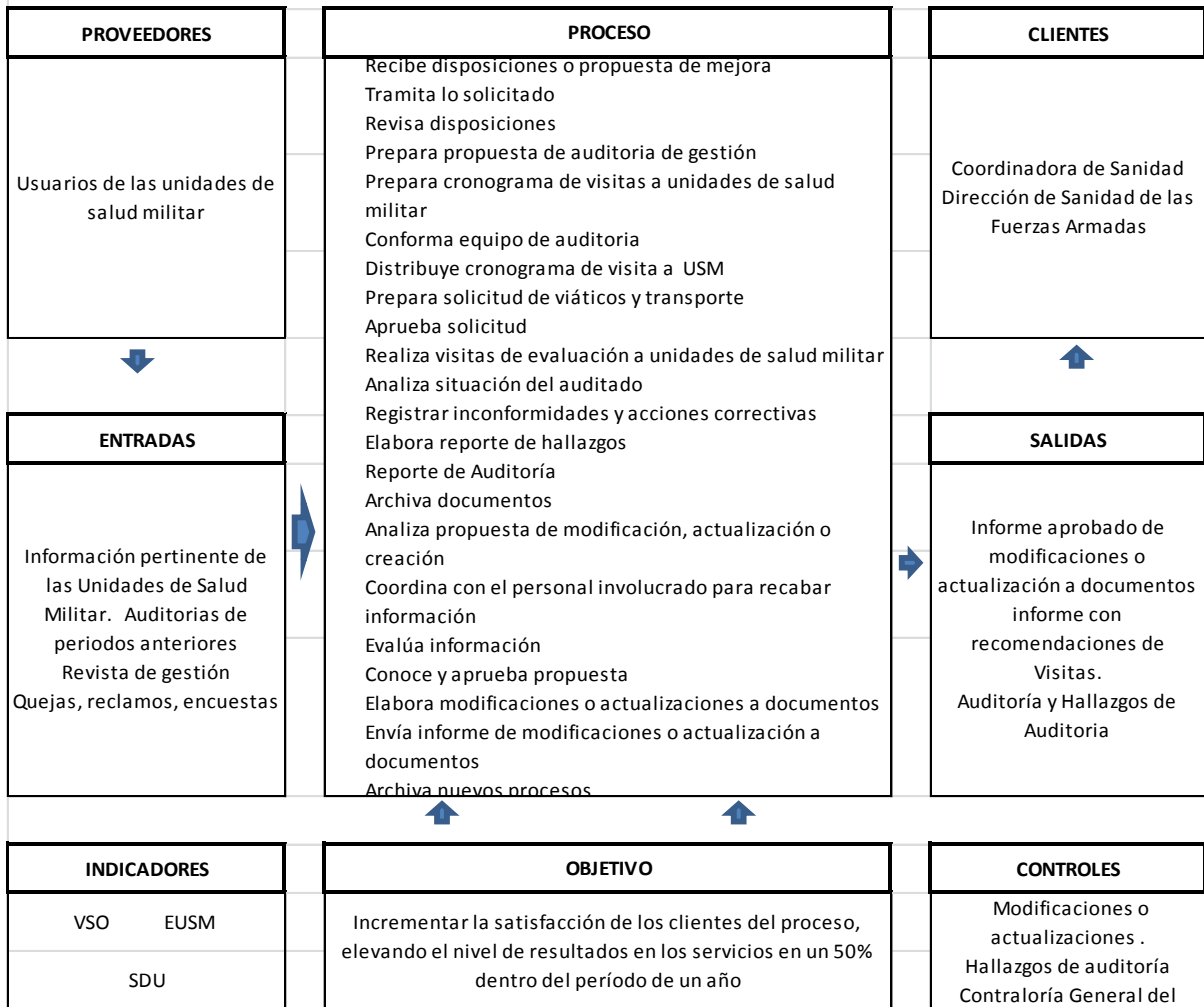 PROVEEDORES
Usuarios de las unidades de
salud militar
ENTRADAS
Información pertinente de
las Unidades de Salud
Militar. Auditorias de
periodos anteriores
Revista de gestión
Quejas, reclamos, encuestas
PROCESO
Recibe disposiciones o propuesta de mejora
Tramita lo solicitado
Revisa disposiciones
Prepara propuesta de auditoria de gestión
Prepara cronograma de visitas a unidades de salud
militar
Conforma equipo de auditoria
Distribuye cronograma de visita a USM
Prepara solicitud de viáticos y transporte
Aprueba solicitud
Realiza visitas de evaluación a unidades de salud militar
Analiza situación del auditado
Registrar inconformidades y acciones correctivas
Elabora reporte de hallazgos
Reporte de Auditoría
Archiva documentos
Analiza propuesta de modificación, actualización o
creación
Coordina con el personal involucrado para recabar
información
Evalúa información
Conoce y aprueba propuesta
Elabora modificaciones o actualizaciones a documentos
Envía informe de modificaciones o actualización a
documentos
Archiva nuevos procesos
CLIENTES
Coordinadora de Sanidad
Dirección de Sanidad de las
Fuerzas Armadas
SALIDAS
Informe aprobado de
modificaciones o
actualización a documentos
informe con
recomendaciones de
Visitas.
Auditoría y Hallazgos de
Auditoria
INDICADORES
VSO EUSM
SDU
OBJETIVO
Incrementar la satisfacción de los clientes del proceso,
elevando el nivel de resultados en los servicios en un 50%
dentro del período de un año
CONTROLES
Modificaciones o
actualizaciones .
Hallazgos de auditoría
Contraloría General del